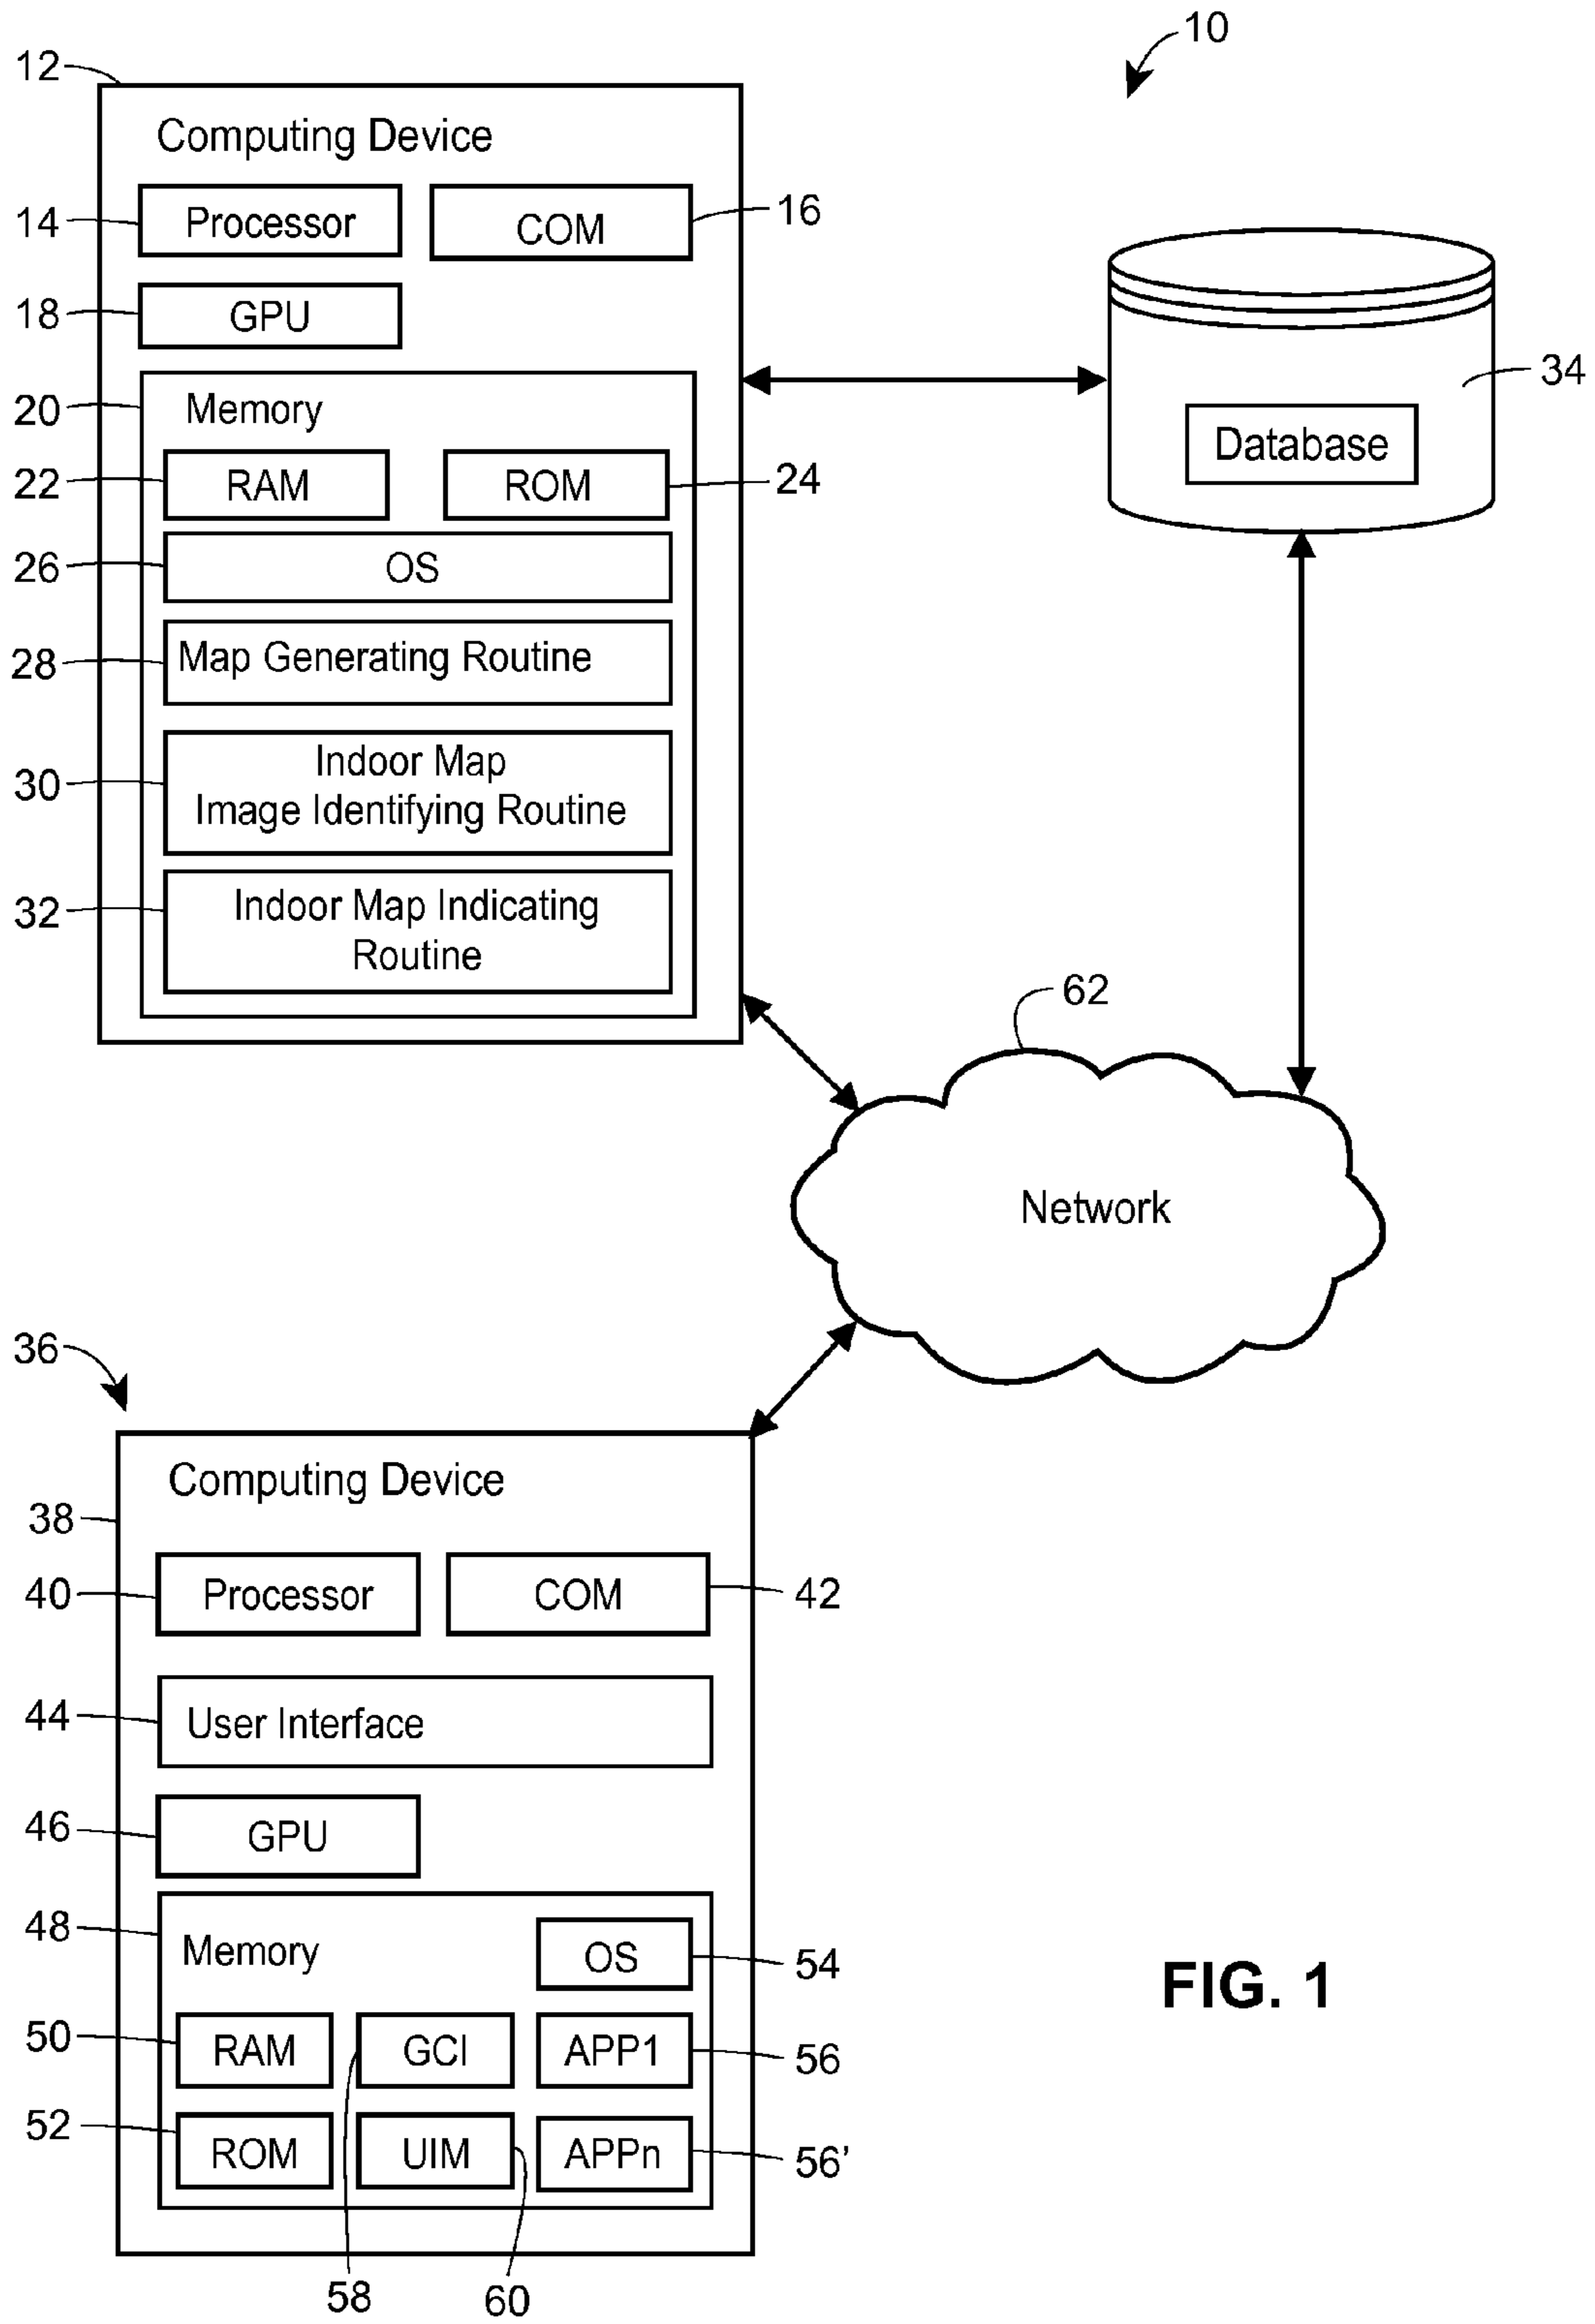 10
12
Computing Device
14
Processor
COM
16
18
GPU
20
Memory
22
RAM
ROM
24
26
OS
28
Map Generating Routine
30
Indoor Map
Image Identifying Routine
32
Indoor Map Indicating
Routine
34
Database
62
Network
36
Computing Device
38
40
Processor
COM
42
44
User Interface
46
GPU
48
Memory
OS
54
50
RAM
GCI
APP1
56
52
ROM
UIM
APPn
56’
58
60
FIG. 1